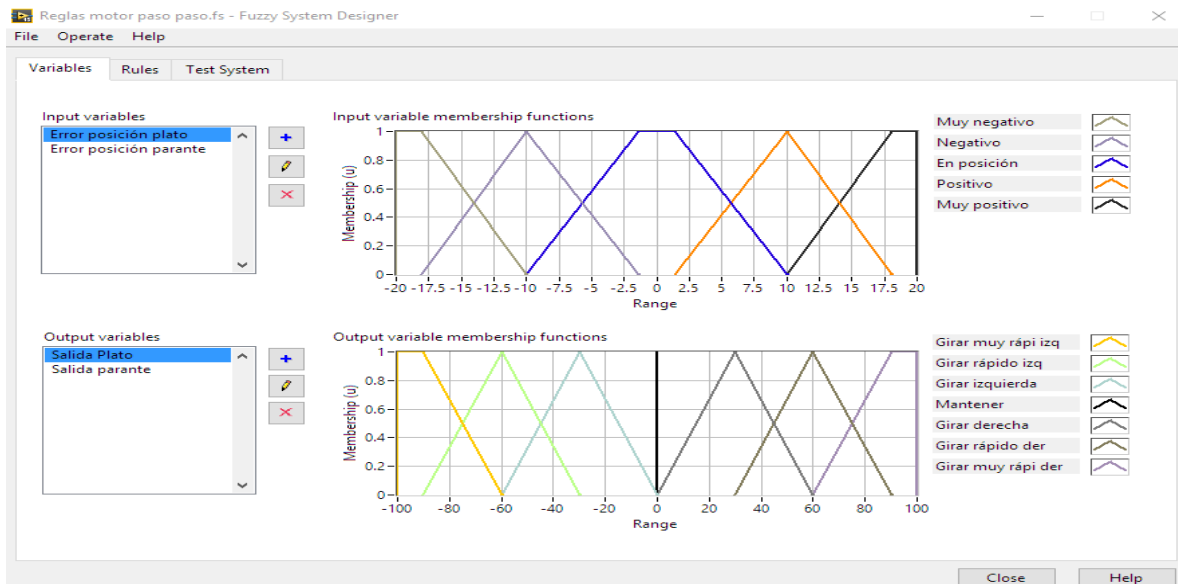 Reglas motor paso paso.fs - Fuzzy System Designer
File Operate Help
Variables Rules Test System
Input variables
Error posición plato
Error posición parante
Input variable membership functions
Membership (u)
1
0.8
0.6
0.4
0.2
0
-20 -17.5 -15 -12.5 -10 -7.5 -5 -2.5 0 2.5 5 7.5 10 12.5 15 17.5 20
Range
Muy negativo
Negativo
En posición
Positivo
Muy positivo
Output variables
Salida Plato
Salida parante
Output variable membership functions
Membership (u)
1
0.8
0.6
0.4
0.2
0
-100 -80 -60 -40 -20 0 20 40 60 80 100
Range
Girar muy rápi izq
Girar rápido izq
Girar izquierda
Mantener
Girar derecha
Girar rápido der
Girar muy rápi der
Close Help